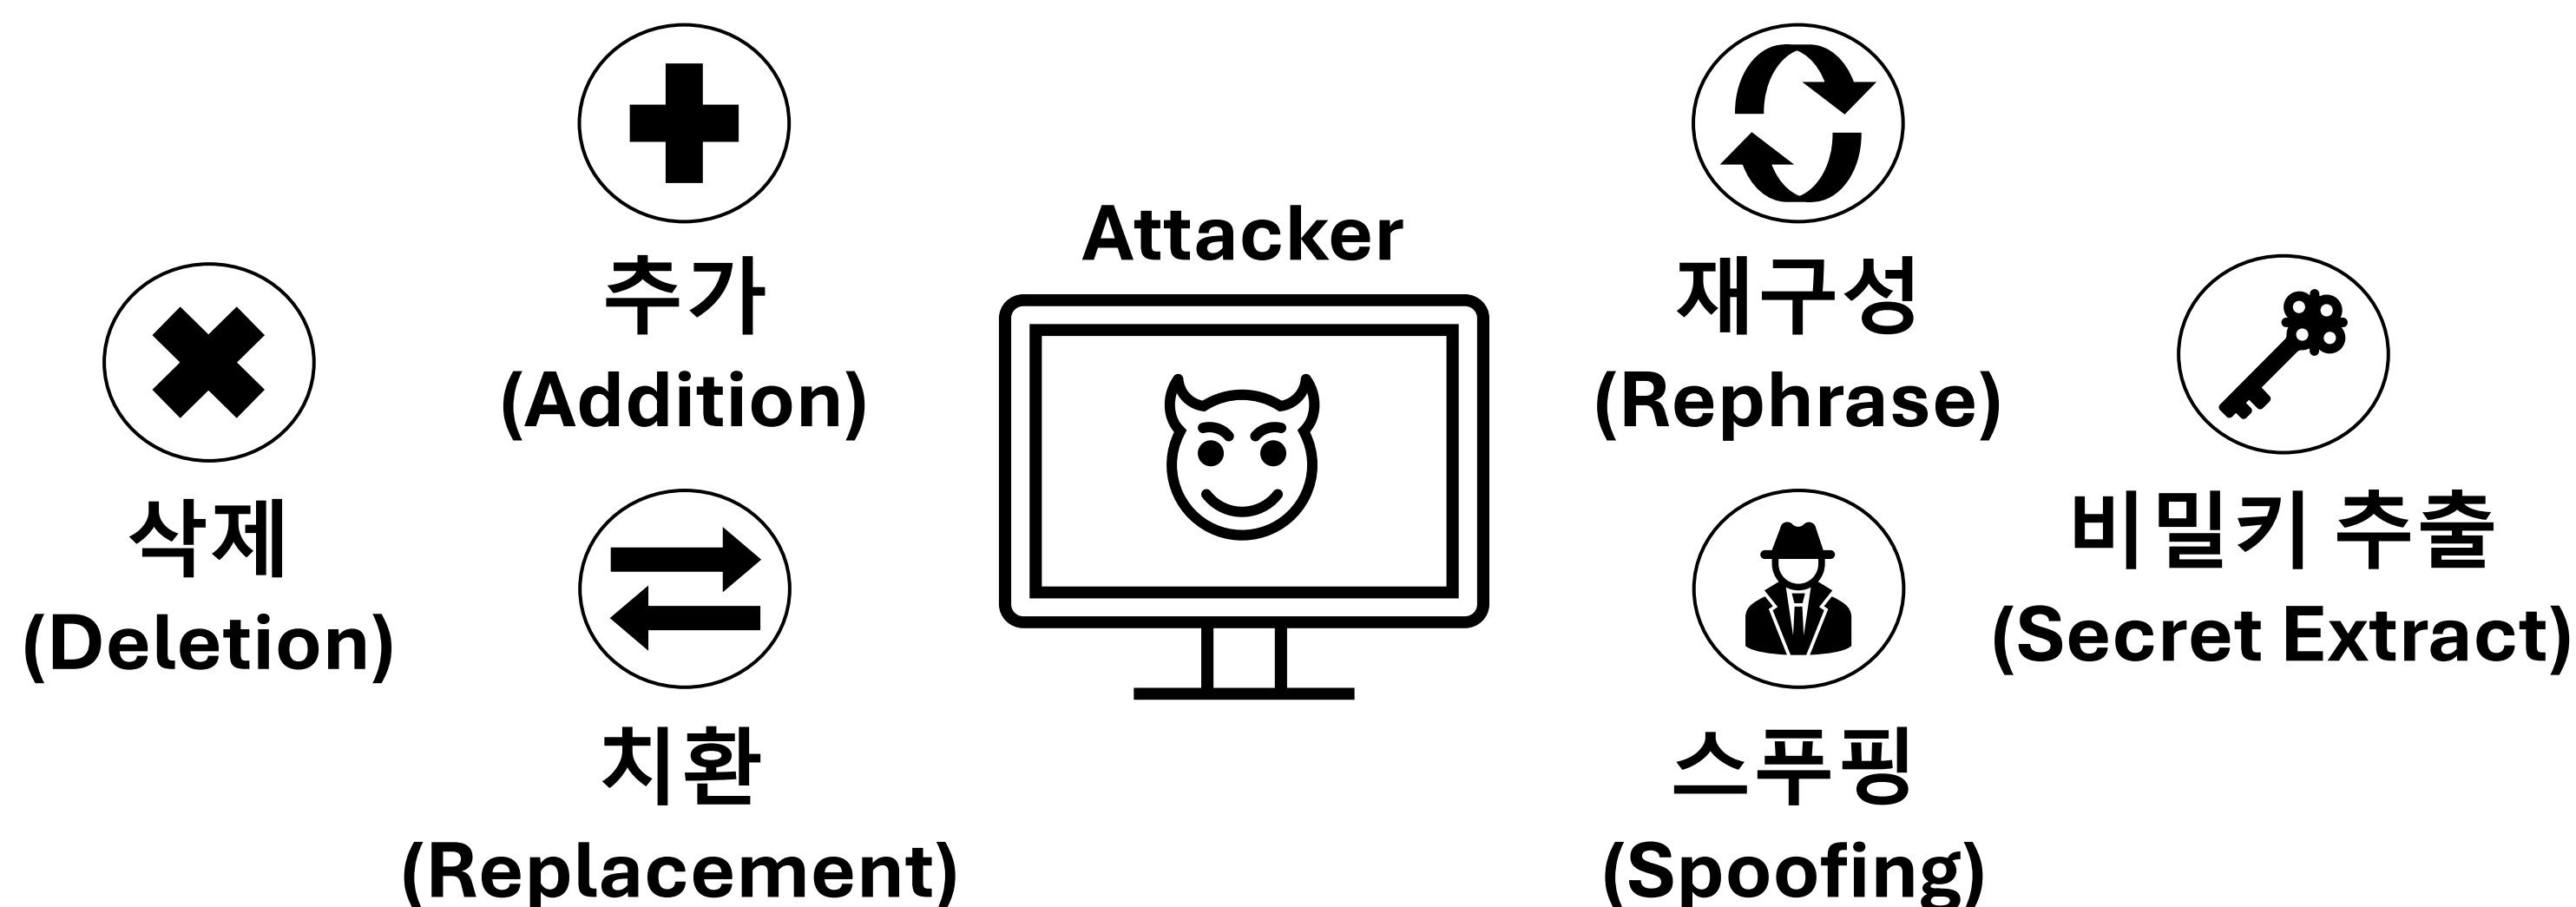 삭제
(Deletion)
추가
(Addition)
치환
(Replacement)
Attacker
재구성
(Rephrase)
스푸핑
(Spoofing)
비밀키 추출
(Secret Extract)